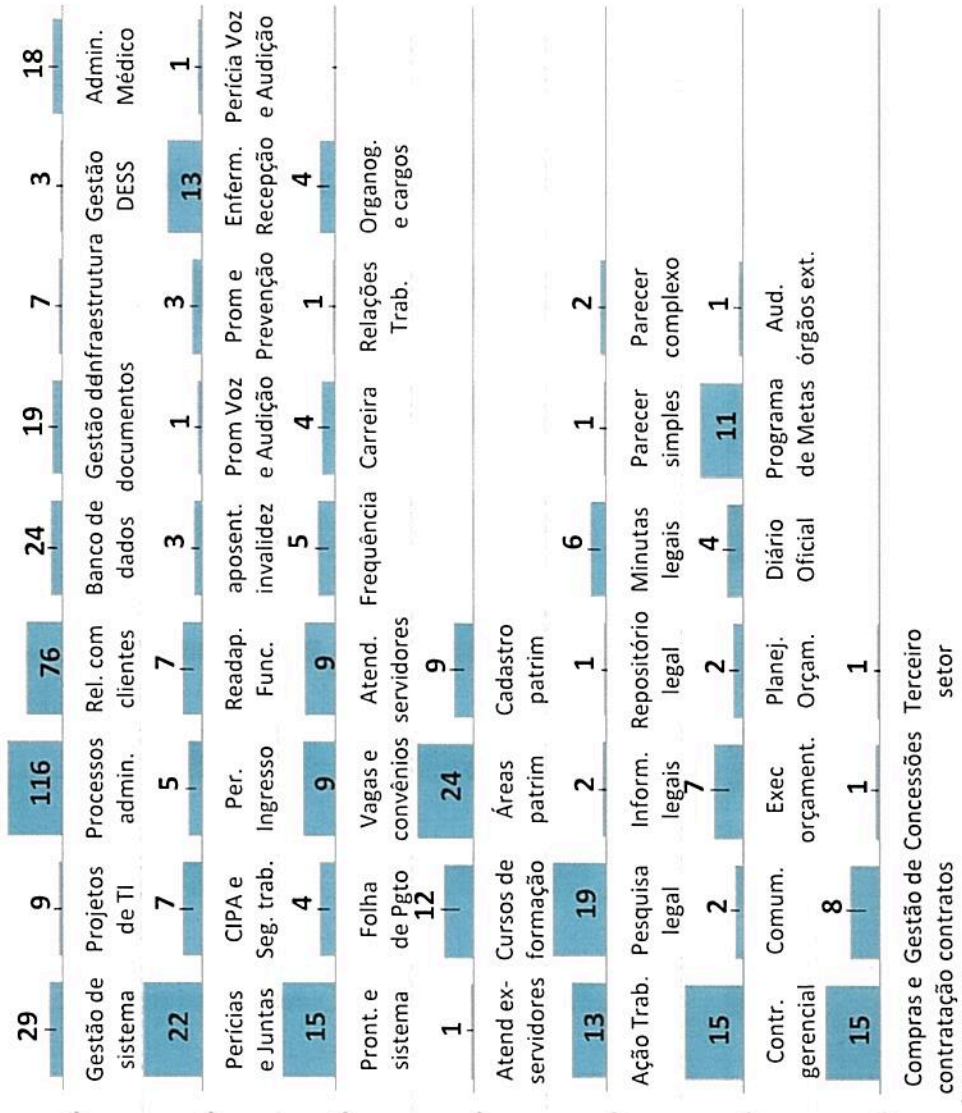 29 9 116 76 24 19 7 3 18
Gestão de Projetos Processos Rel. com Banco de Gestão ddnfraestrutura Gestão Admin.
sistema de TI admin. clientes dados documentos DESS Médico
22 7 5 7 3 1 3 13 1
Perícias CIPA e Per. Readap. aposent. Prom Voz Prom e Enferm. Perícia Voz
e Juntas Seg. trab. Ingresso Func. invalidez e Audição Prevenção Recepção e Audição
15 4 9 9 5 4 1 4
Pront. e Folha Vagas e Atend. Frequência Carreira Relações Organog.
sistema de Pgto convênios servidores Trab. e cargos
1 12 24 9
Atend ex- Cursos de Áreas Cadastro
servidores formação patrim patrim
13 19 2 1 6 1 2
Ação Trab. Pesquisa Inform. Repositório Minutas Parecer Parecer
legal legais legal legais simples complexo
15 2 7 2 4 11 1
Contr. Comum. Exec Planej. Diário Programa Aud.
gerencial orçament. Orçam. Oficial de Metas órgãos ext.
15 8 1 1
Compras e Gestão de Concessões Terceiro
contratação contratos setor